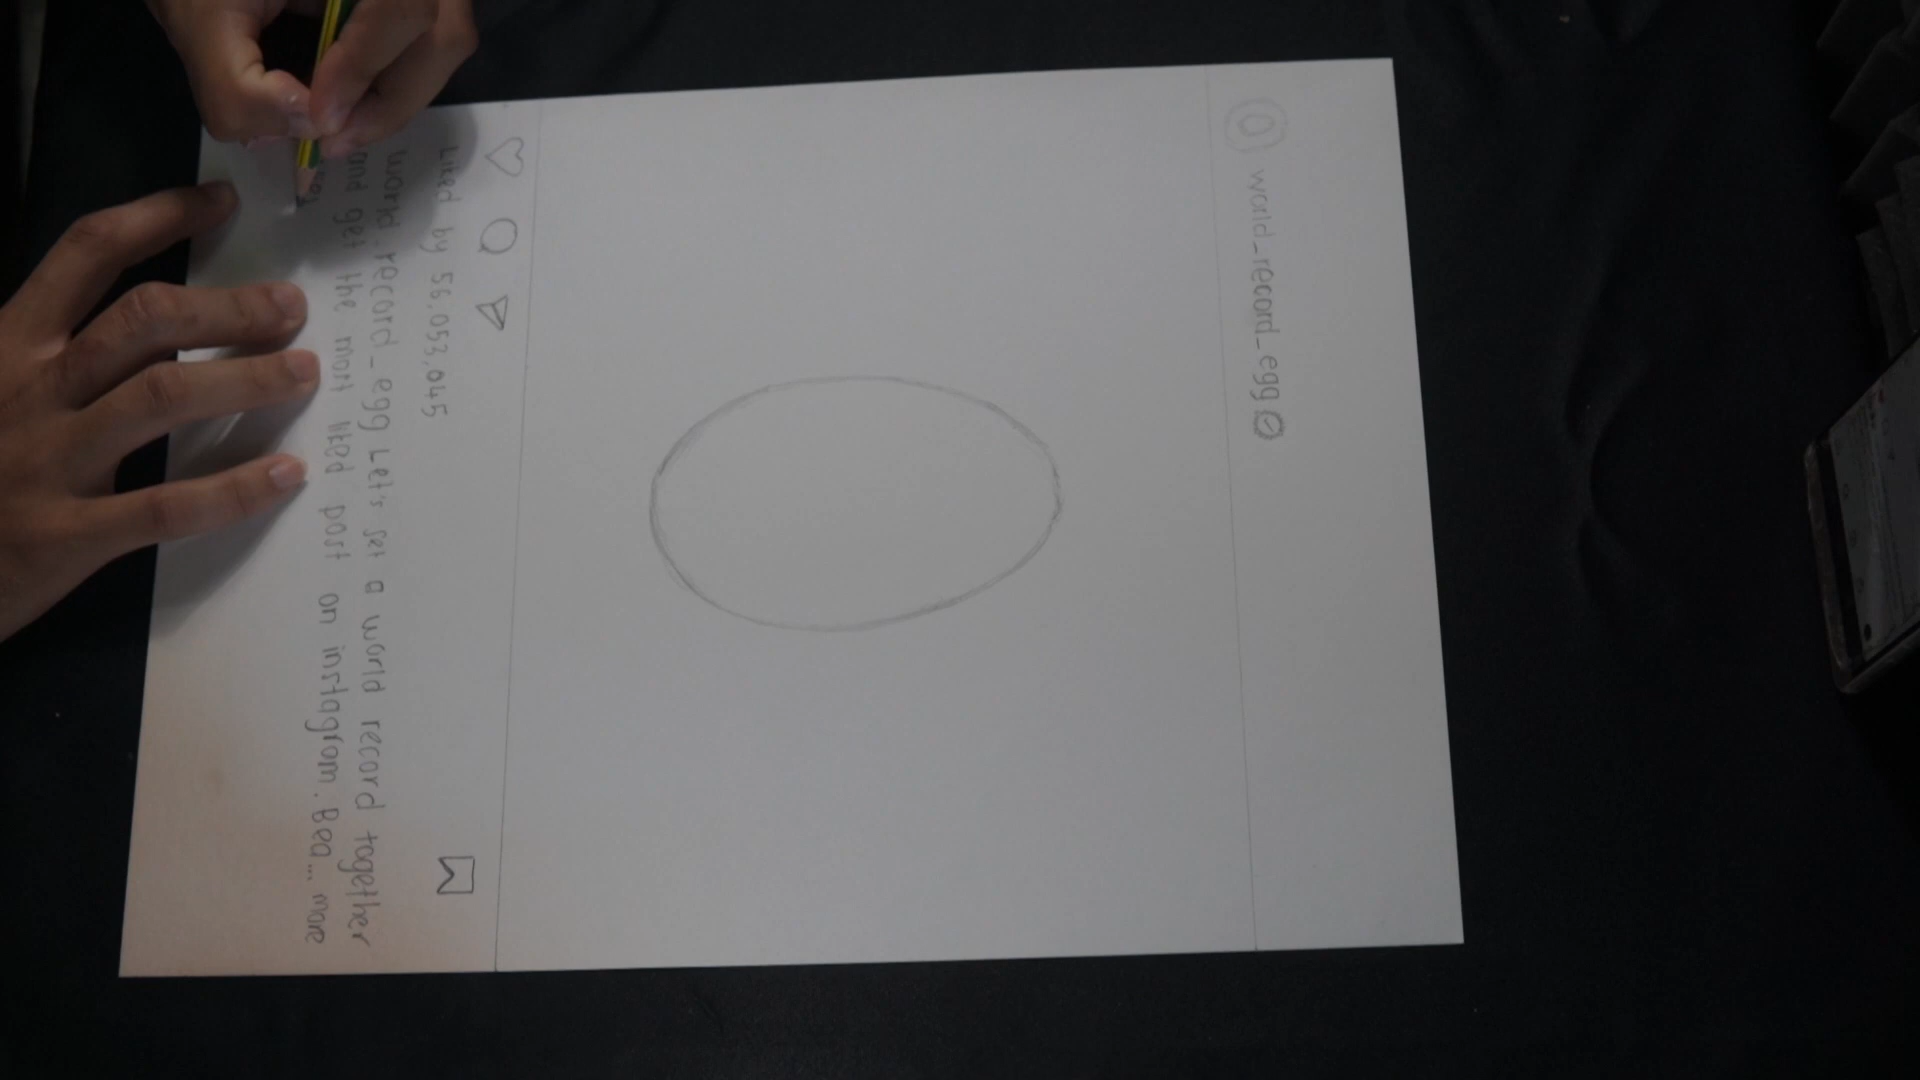 world_record_egg
Liked by 56,053,045
world_record_egg Let's set a world record together
and get the most liked post on instagram. Bea... more